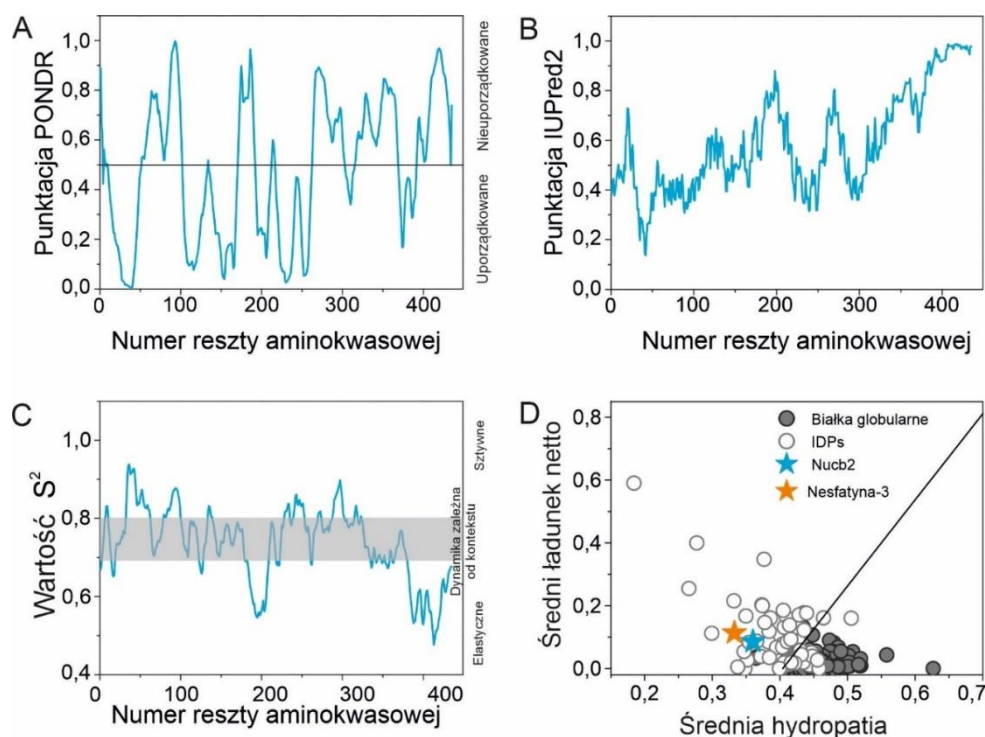 A
Punktacja PONDR
1,0
0,8
0,6
0,4
0,2
0,0
Nieuporządkowane
Uporządkowane
0
100
200
300
400
Numer reszty aminokwasowej
B
Punktacja IUPred2
1,0
0,8
0,6
0,4
0,2
0,0
0
100
200
300
400
Numer reszty aminokwasowej
C
Wartość S²
1,0
0,8
0,6
0,4
Sztywne
Dynamika zależna
od kontekstu
Elastyczne
0
100
200
300
400
Numer reszty aminokwasowej
D
Średni ładunek netto
0,8
0,6
0,4
0,2
0,0
Białka globularne
IDPs
Nucb2
Nesfatyna-3
0,2
0,3
0,4
0,5
0,6
0,7
Średnia hydropatia